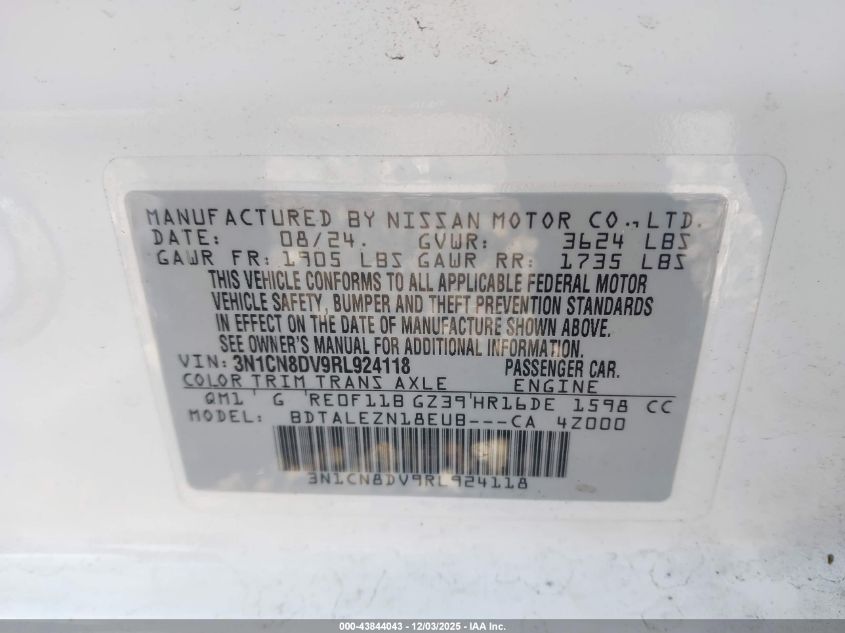 MANUFACTURED BY NISSAN MOTOR CO., LTD.
DATE: 08/24. GVWR: 3624 LBS
GAWR FR: 1905 LBS GAWR RR: 1735 LBS
THIS VEHICLE CONFORMS TO ALL APPLICABLE FEDERAL MOTOR
VEHICLE SAFETY, BUMPER AND THEFT PREVENTION STANDARDS
IN EFFECT ON THE DATE OF MANUFACTURE SHOWN ABOVE.
SEE OWNER'S MANUAL FOR ADDITIONAL INFORMATION.
VIN: 3N1CN8DV9RL924118 PASSENGER CAR.
COLOR TRIM TRANS AXLE ENGINE
QM1 G RE0F11B GZ39 HR16DE 1598 CC
MODEL: BDTALEZN18EUB---CA 4Z000
3N1CN8DV9RL924118
000-43844043 - 12/03/2025 - IAA Inc.